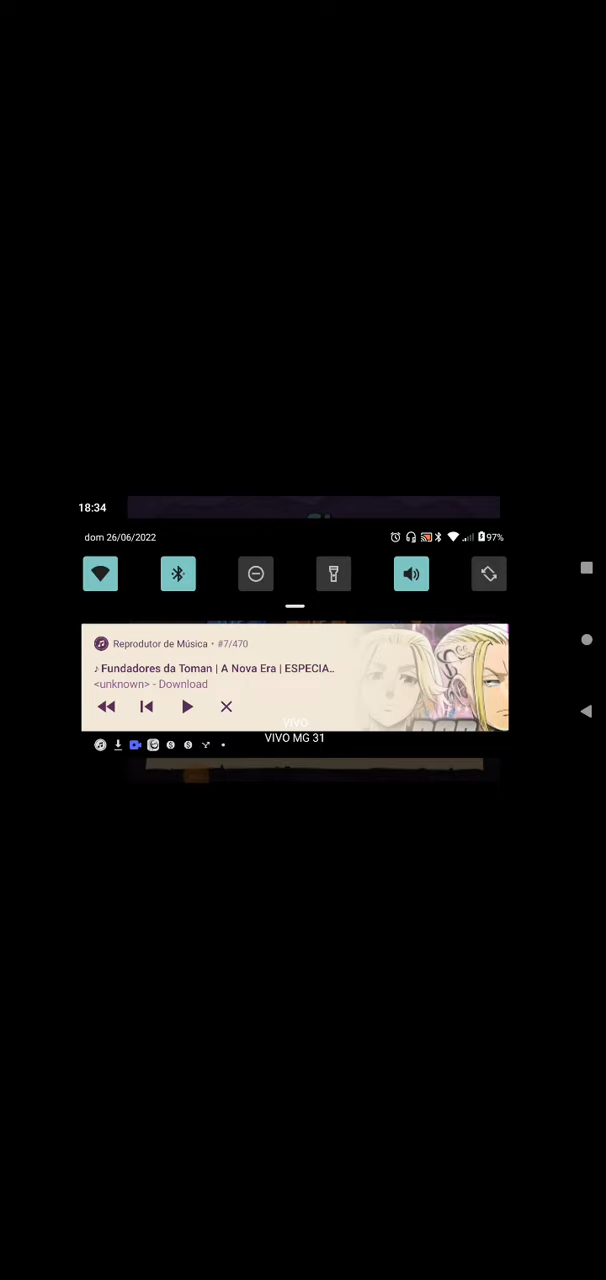 18:34
dom 26/06/2022
97%
Reprodutor de Música • #7/470
♪ Fundadores da Toman | A Nova Era | ESPECIA..
<unknown> - Download
VIVO
VIVO MG 31